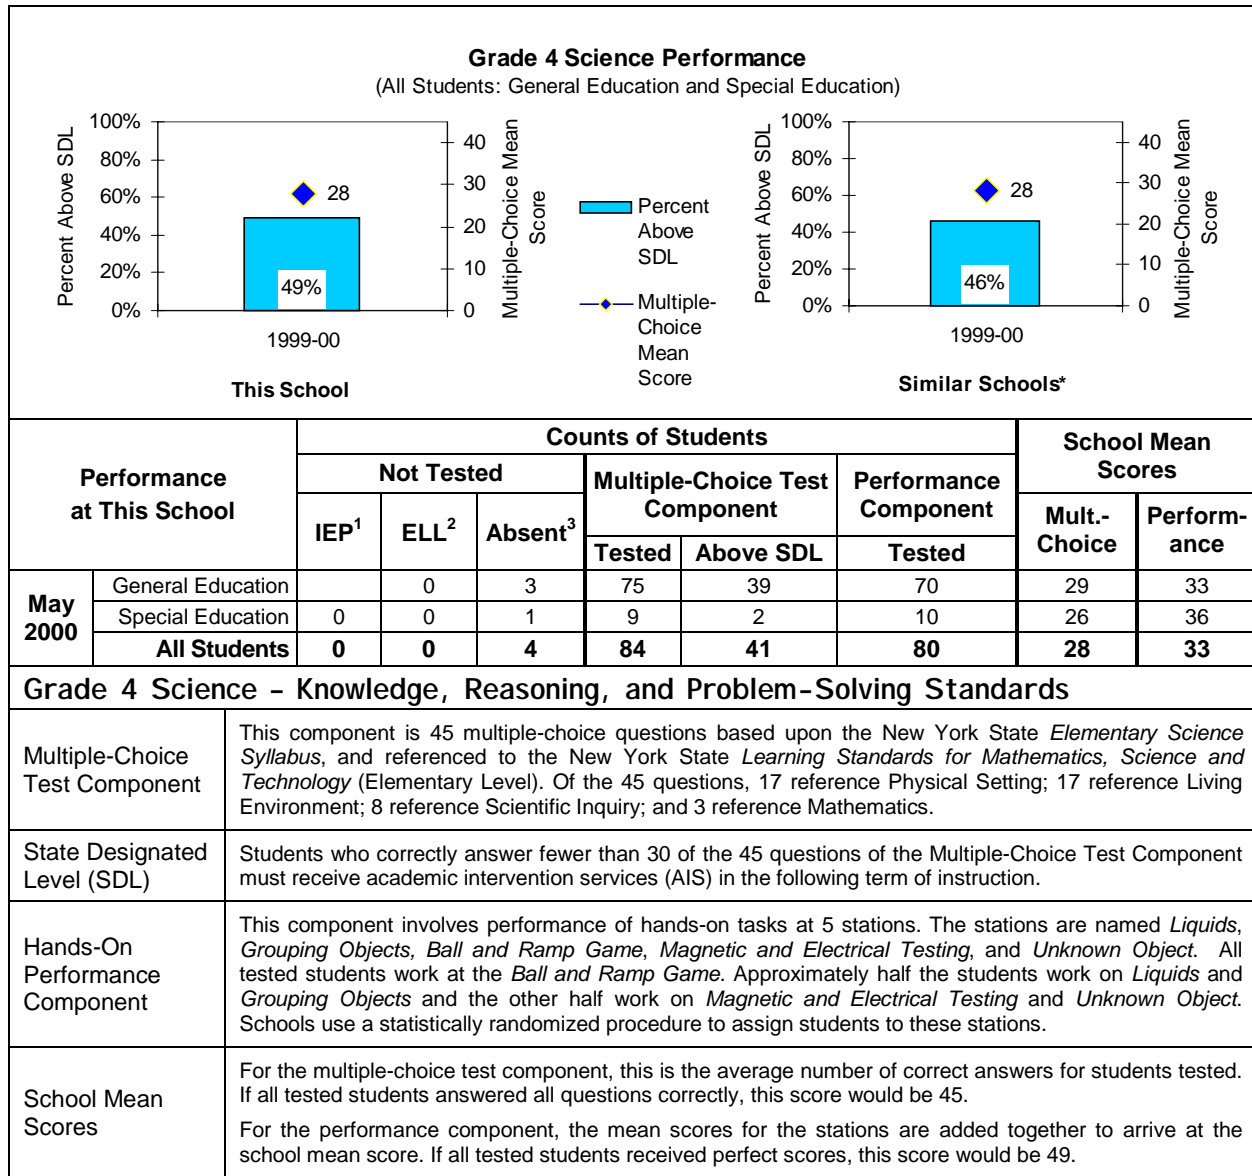 Grade 4 Science Performance
(All Students: General Education and Special Education)
Percent Above SDL
100%
80%
60%
40%
20%
0%
28
49%
1999-00
40
30
20
10
0
Multiple-Choice Mean
Score
This School
Percent
Above
SDL
Multiple-
Choice
Mean
Score
Percent Above SDL
100%
80%
60%
40%
20%
0%
28
46%
1999-00
40
30
20
10
0
Multiple-Choice Mean
Score
Similar Schools*
Performance
at This School
Counts of Students
School Mean
Scores
Not Tested
Multiple-Choice Test
Component
Performance
Component
IEP1 ELL2 Absent3
Mult.-
Choice
Perform-
ance
Tested Above SDL Tested
May
2000
General Education 0 3 75 39 70 29 33
Special Education 0 0 1 9 2 10 26 36
All Students 0 0 4 84 41 80 28 33
Grade 4 Science – Knowledge, Reasoning, and Problem-Solving Standards
Multiple-Choice
Test Component
This component is 45 multiple-choice questions based upon the New York State Elementary Science
Syllabus, and referenced to the New York State Learning Standards for Mathematics, Science and
Technology (Elementary Level). Of the 45 questions, 17 reference Physical Setting; 17 reference Living
Environment; 8 reference Scientific Inquiry; and 3 reference Mathematics.
State Designated
Level (SDL)
Students who correctly answer fewer than 30 of the 45 questions of the Multiple-Choice Test Component
must receive academic intervention services (AIS) in the following term of instruction.
Hands-On
Performance
Component
This component involves performance of hands-on tasks at 5 stations. The stations are named Liquids,
Grouping Objects, Ball and Ramp Game, Magnetic and Electrical Testing, and Unknown Object. All
tested students work at the Ball and Ramp Game. Approximately half the students work on Liquids and
Grouping Objects and the other half work on Magnetic and Electrical Testing and Unknown Object.
Schools use a statistically randomized procedure to assign students to these stations.
School Mean
Scores
For the multiple-choice test component, this is the average number of correct answers for students tested.
If all tested students answered all questions correctly, this score would be 45.
For the performance component, the mean scores for the stations are added together to arrive at the
school mean score. If all tested students received perfect scores, this score would be 49.